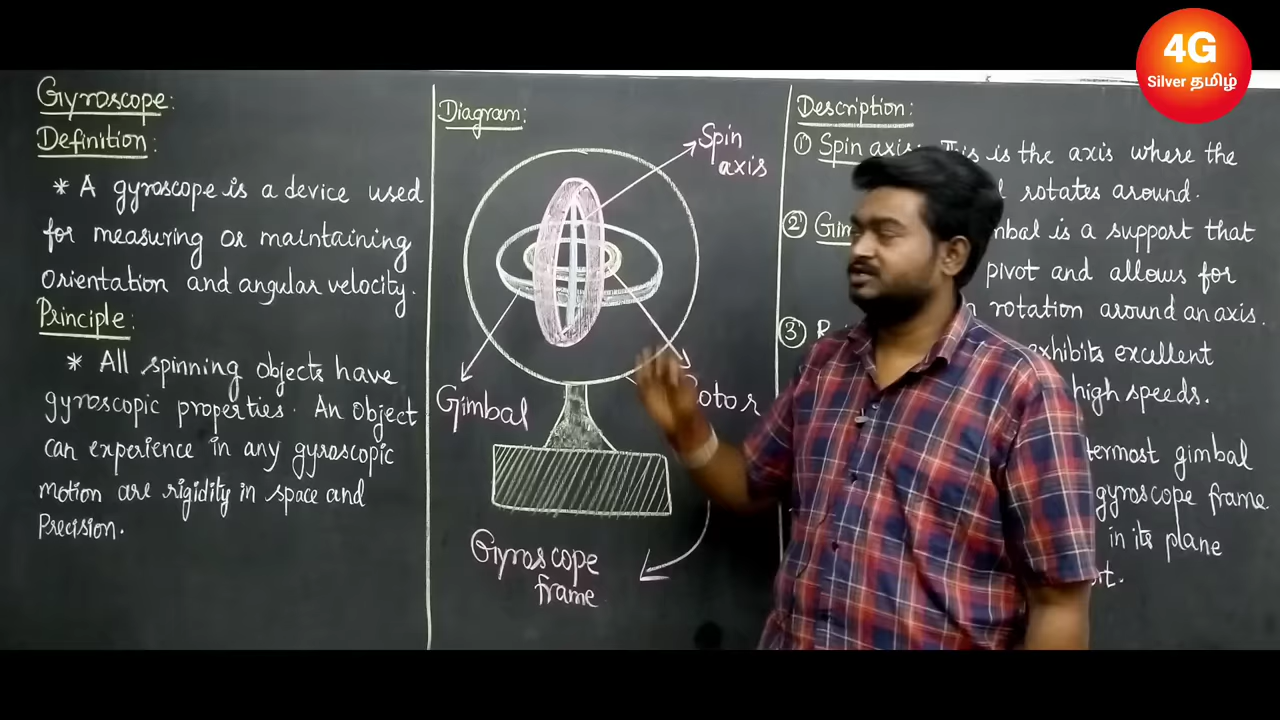 4G
Silver தமிழ்
Gyroscope:
Definition:
* A gyroscope is a device used
for measuring or maintaining
Orientation and angular velocity.
Principle:
* All spinning objects have
gyroscopic properties. An Object
can experience in any gyroscopic
motion are rigidity in space and
Precision.
Diagram:
Spin
axis
Gimbal
Gyroscope
frame
Description:
① Spin axis: This is the axis where the
rotates around.
②
is a support that
pivot and allows for
rotation around an axis.
③
exhibits excellent
high speeds.
gimbal
gyroscope frame.
in its plane